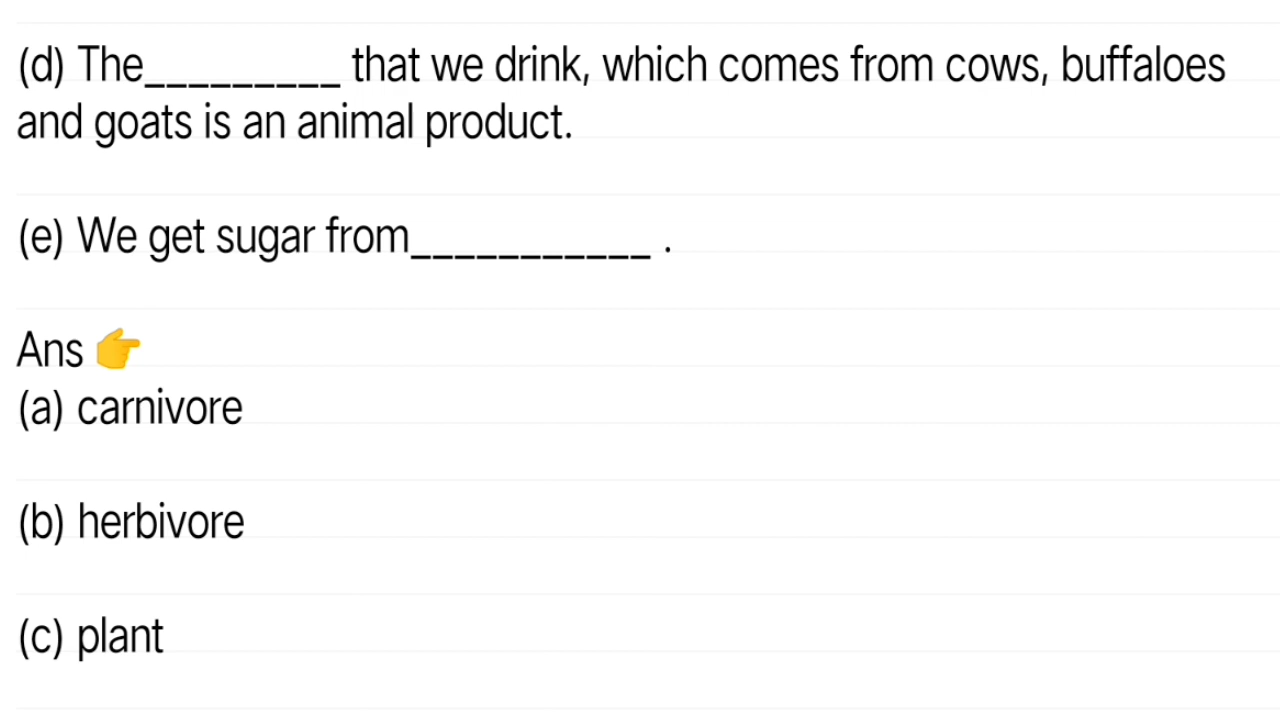 (d) The_________ that we drink, which comes from cows, buffaloes
and goats is an animal product.
(e) We get sugar from___________ .
Ans 👉
(a) carnivore
(b) herbivore
(c) plant